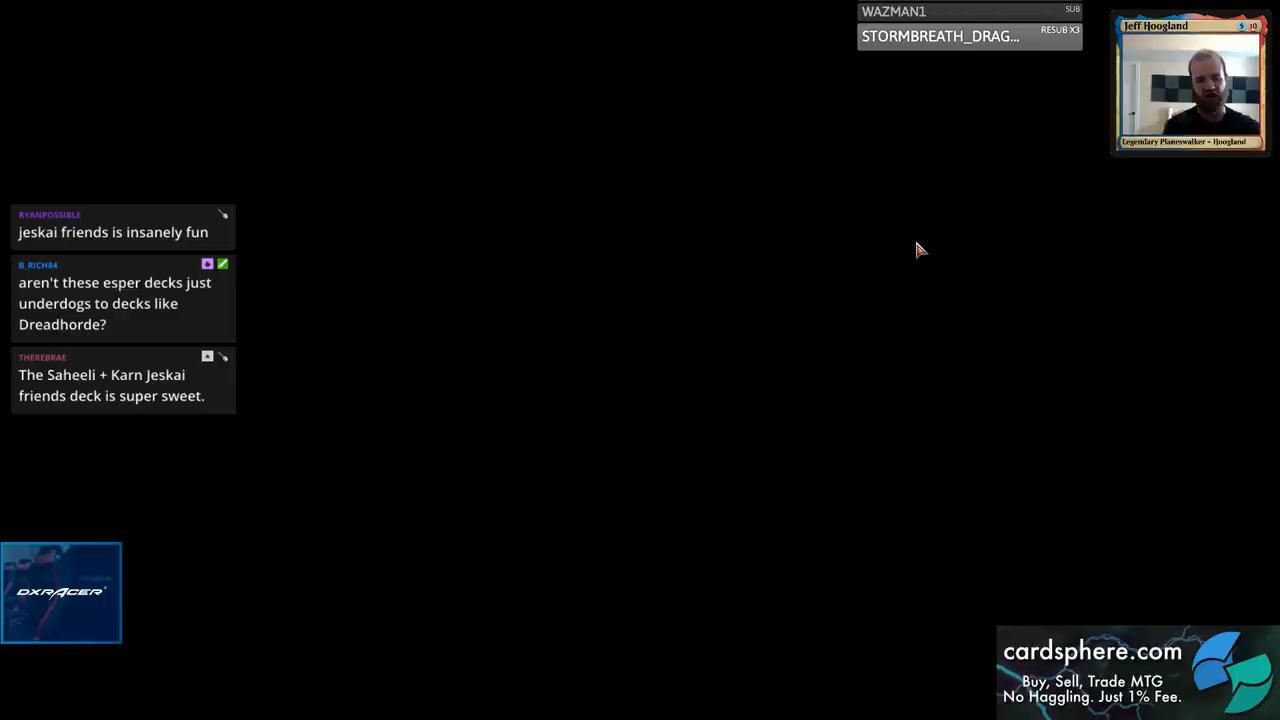 WAZMAN1 SUB
STORMBREATH_DRAG... RESUB X3
Jeff Hoogland 10
Legendary Planeswalker - Hoogland
RYANPOSSIBLE
jeskai friends is insanely fun
B_RICH84
aren't these esper decks just
underdogs to decks like
Dreadhorde?
THEREBRAE
The Saheeli + Karn Jeskai
friends deck is super sweet.
DXRACER
cardsphere.com
Buy, Sell, Trade MTG
No Haggling. Just 1% Fee.